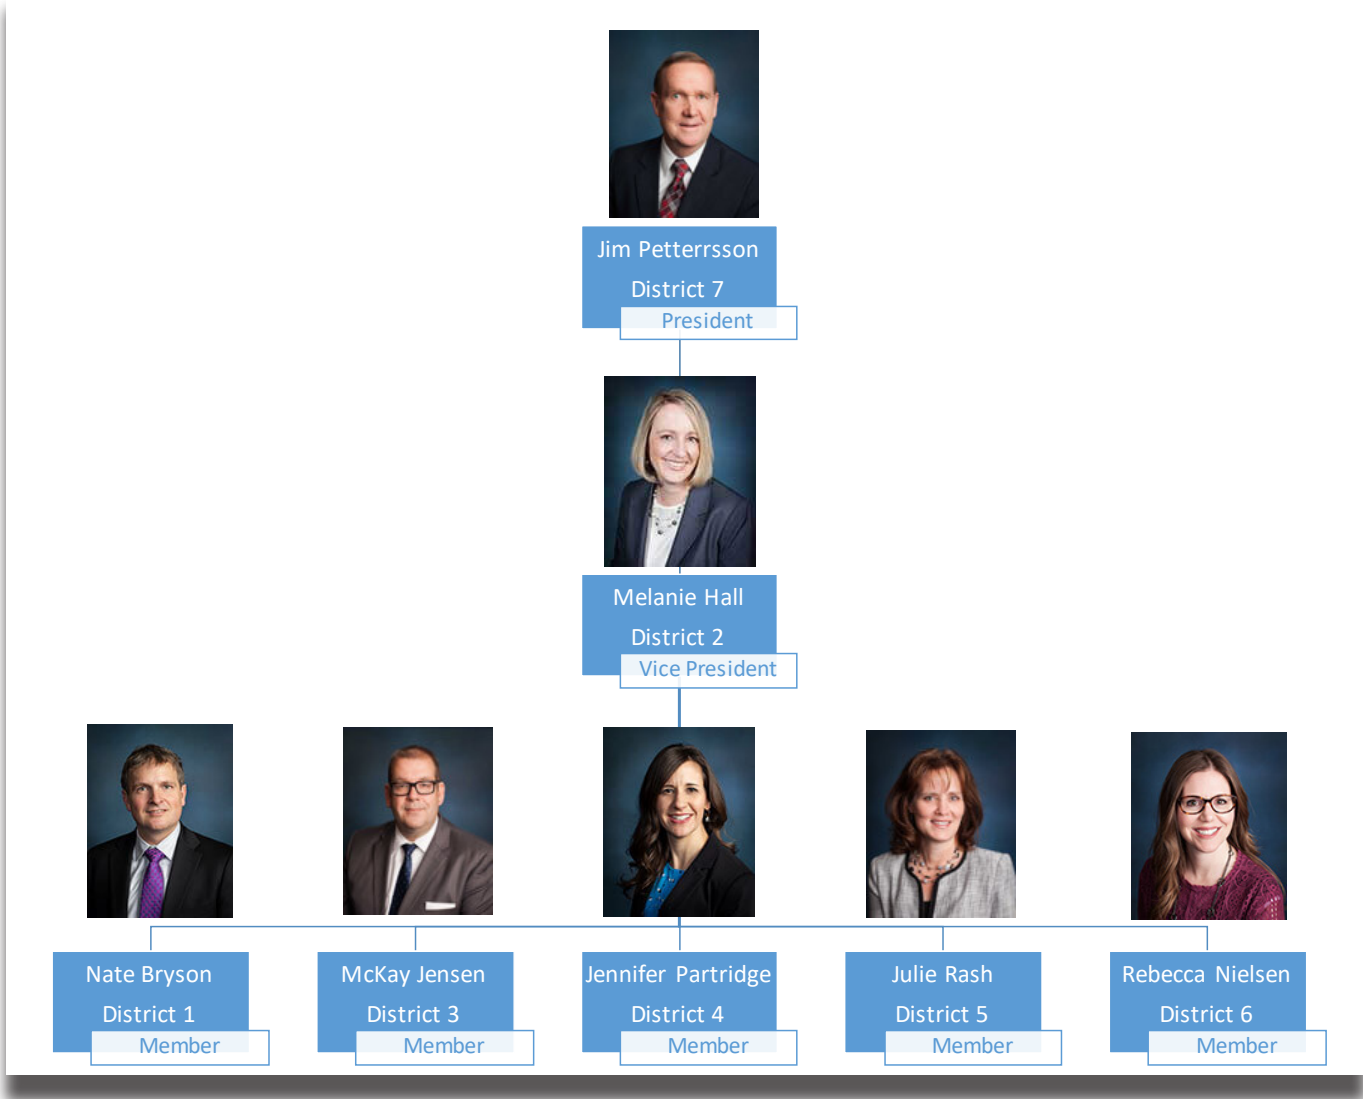 Jim Petterrsson
District 7
President
Melanie Hall
District 2
Vice President
Nate Bryson
District 1
Member
McKay Jensen
District 3
Member
Jennifer Partridge
District 4
Member
Julie Rash
District 5
Member
Rebecca Nielsen
District 6
Member